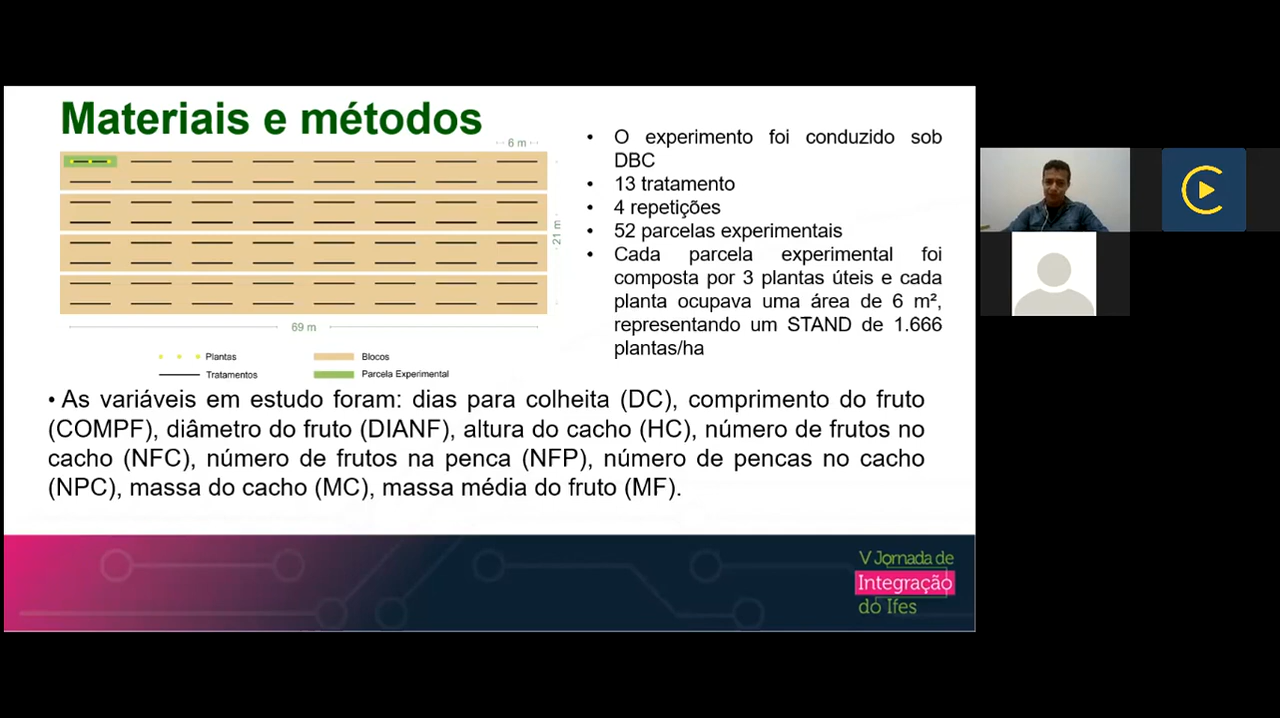 Materiais e métodos
6 m
21 m
69 m
Plantas
Blocos
Tratamentos
Parcela Experimental
• O experimento foi conduzido sob
DBC
• 13 tratamento
• 4 repetições
• 52 parcelas experimentais
• Cada parcela experimental foi
composta por 3 plantas úteis e cada
planta ocupava uma área de 6 m²,
representando um STAND de 1.666
plantas/ha
• As variáveis em estudo foram: dias para colheita (DC), comprimento do fruto
(COMPF), diâmetro do fruto (DIANF), altura do cacho (HC), número de frutos no
cacho (NFC), número de frutos na penca (NFP), número de pencas no cacho
(NPC), massa do cacho (MC), massa média do fruto (MF).
V Jornada de
Integração
do Ifes